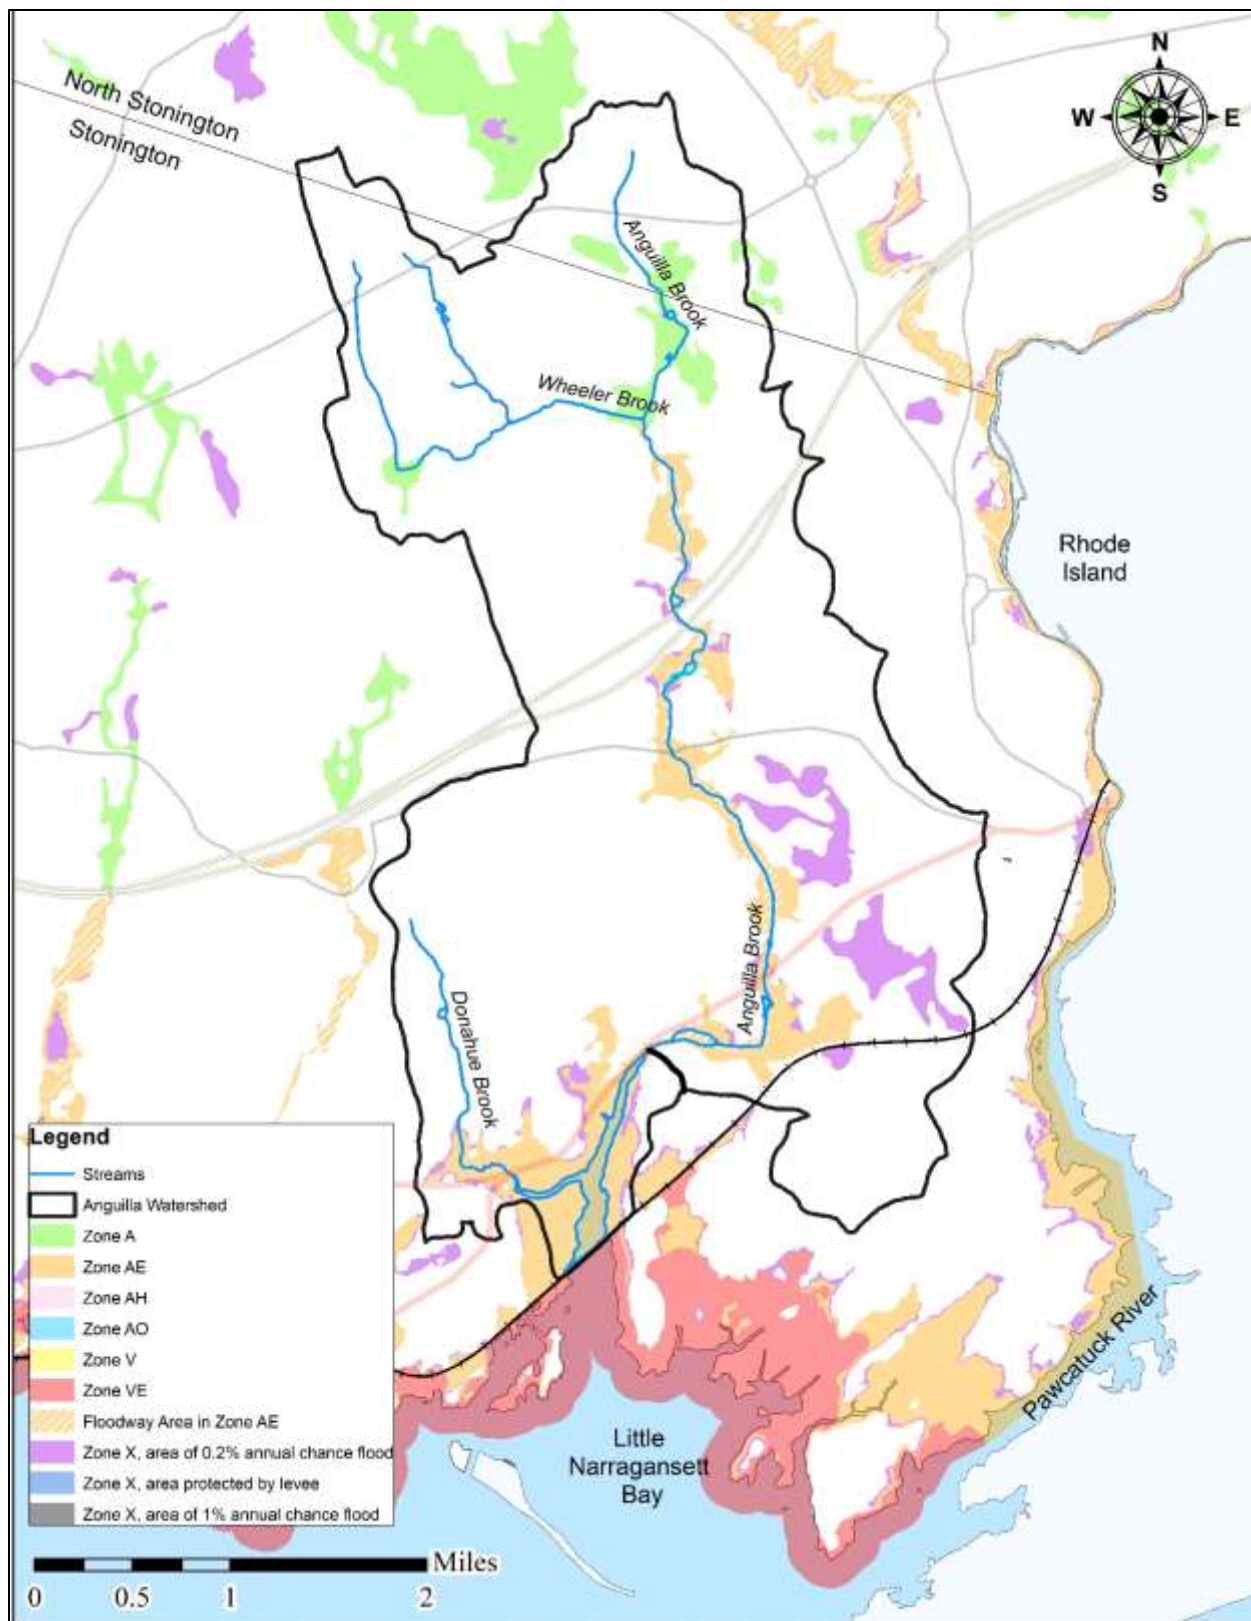 N
W E
S
North Stonington
Stonington
Anguilla Brook
Wheeler Brook
Rhode
Island
Anguilla Brook
Donahue Brook
Legend
Streams
Anguilla Watershed
Zone A
Zone AE
Zone AH
Zone AO
Zone V
Zone VE
Floodway Area in Zone AE
Zone X, area of 0.2% annual chance flood
Zone X, area protected by levee
Zone X, area of 1% annual chance flood
Pawcatuck River
Little
Narragansett
Bay
Miles
0 0.5 1 2